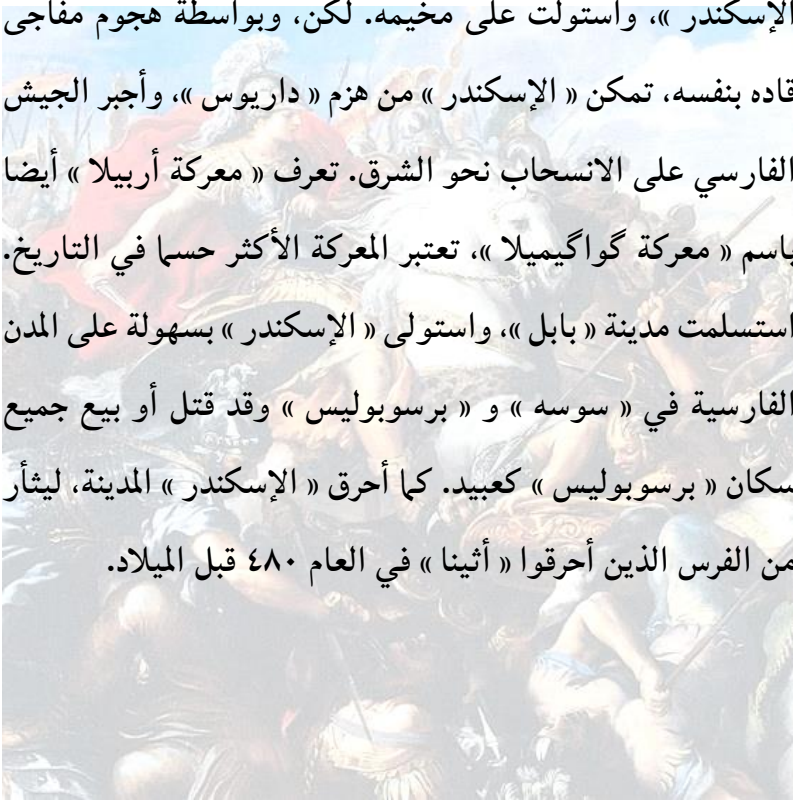 الإسكندر »، واستولت على مخيمه. لكن، وبواسطة هجوم مفاجى
قاده بنفسه، تمكن « الإسكندر » من هزم « داريوس »، وأجبر الجيش
الفارسي على الانسحاب نحو الشرق. تعرف « معركة أربيلا » أيضا
باسم « معركة گواگيميلا »، تعتبر المعركة الأكثر حسما في التاريخ.
استسلمت مدينة « بابل »، واستولى « الإسكندر » بسهولة على المدن
الفارسية في « سوسه » و « برسوبوليس » وقد قتل أو بيع جميع
سكان « برسوبوليس » كعبيد. كما أحرق « الإسكندر » المدينة، ليثأر
من الفرس الذين أحرقوا « أثينا » في العام ٤٨٠ قبل الميلاد.